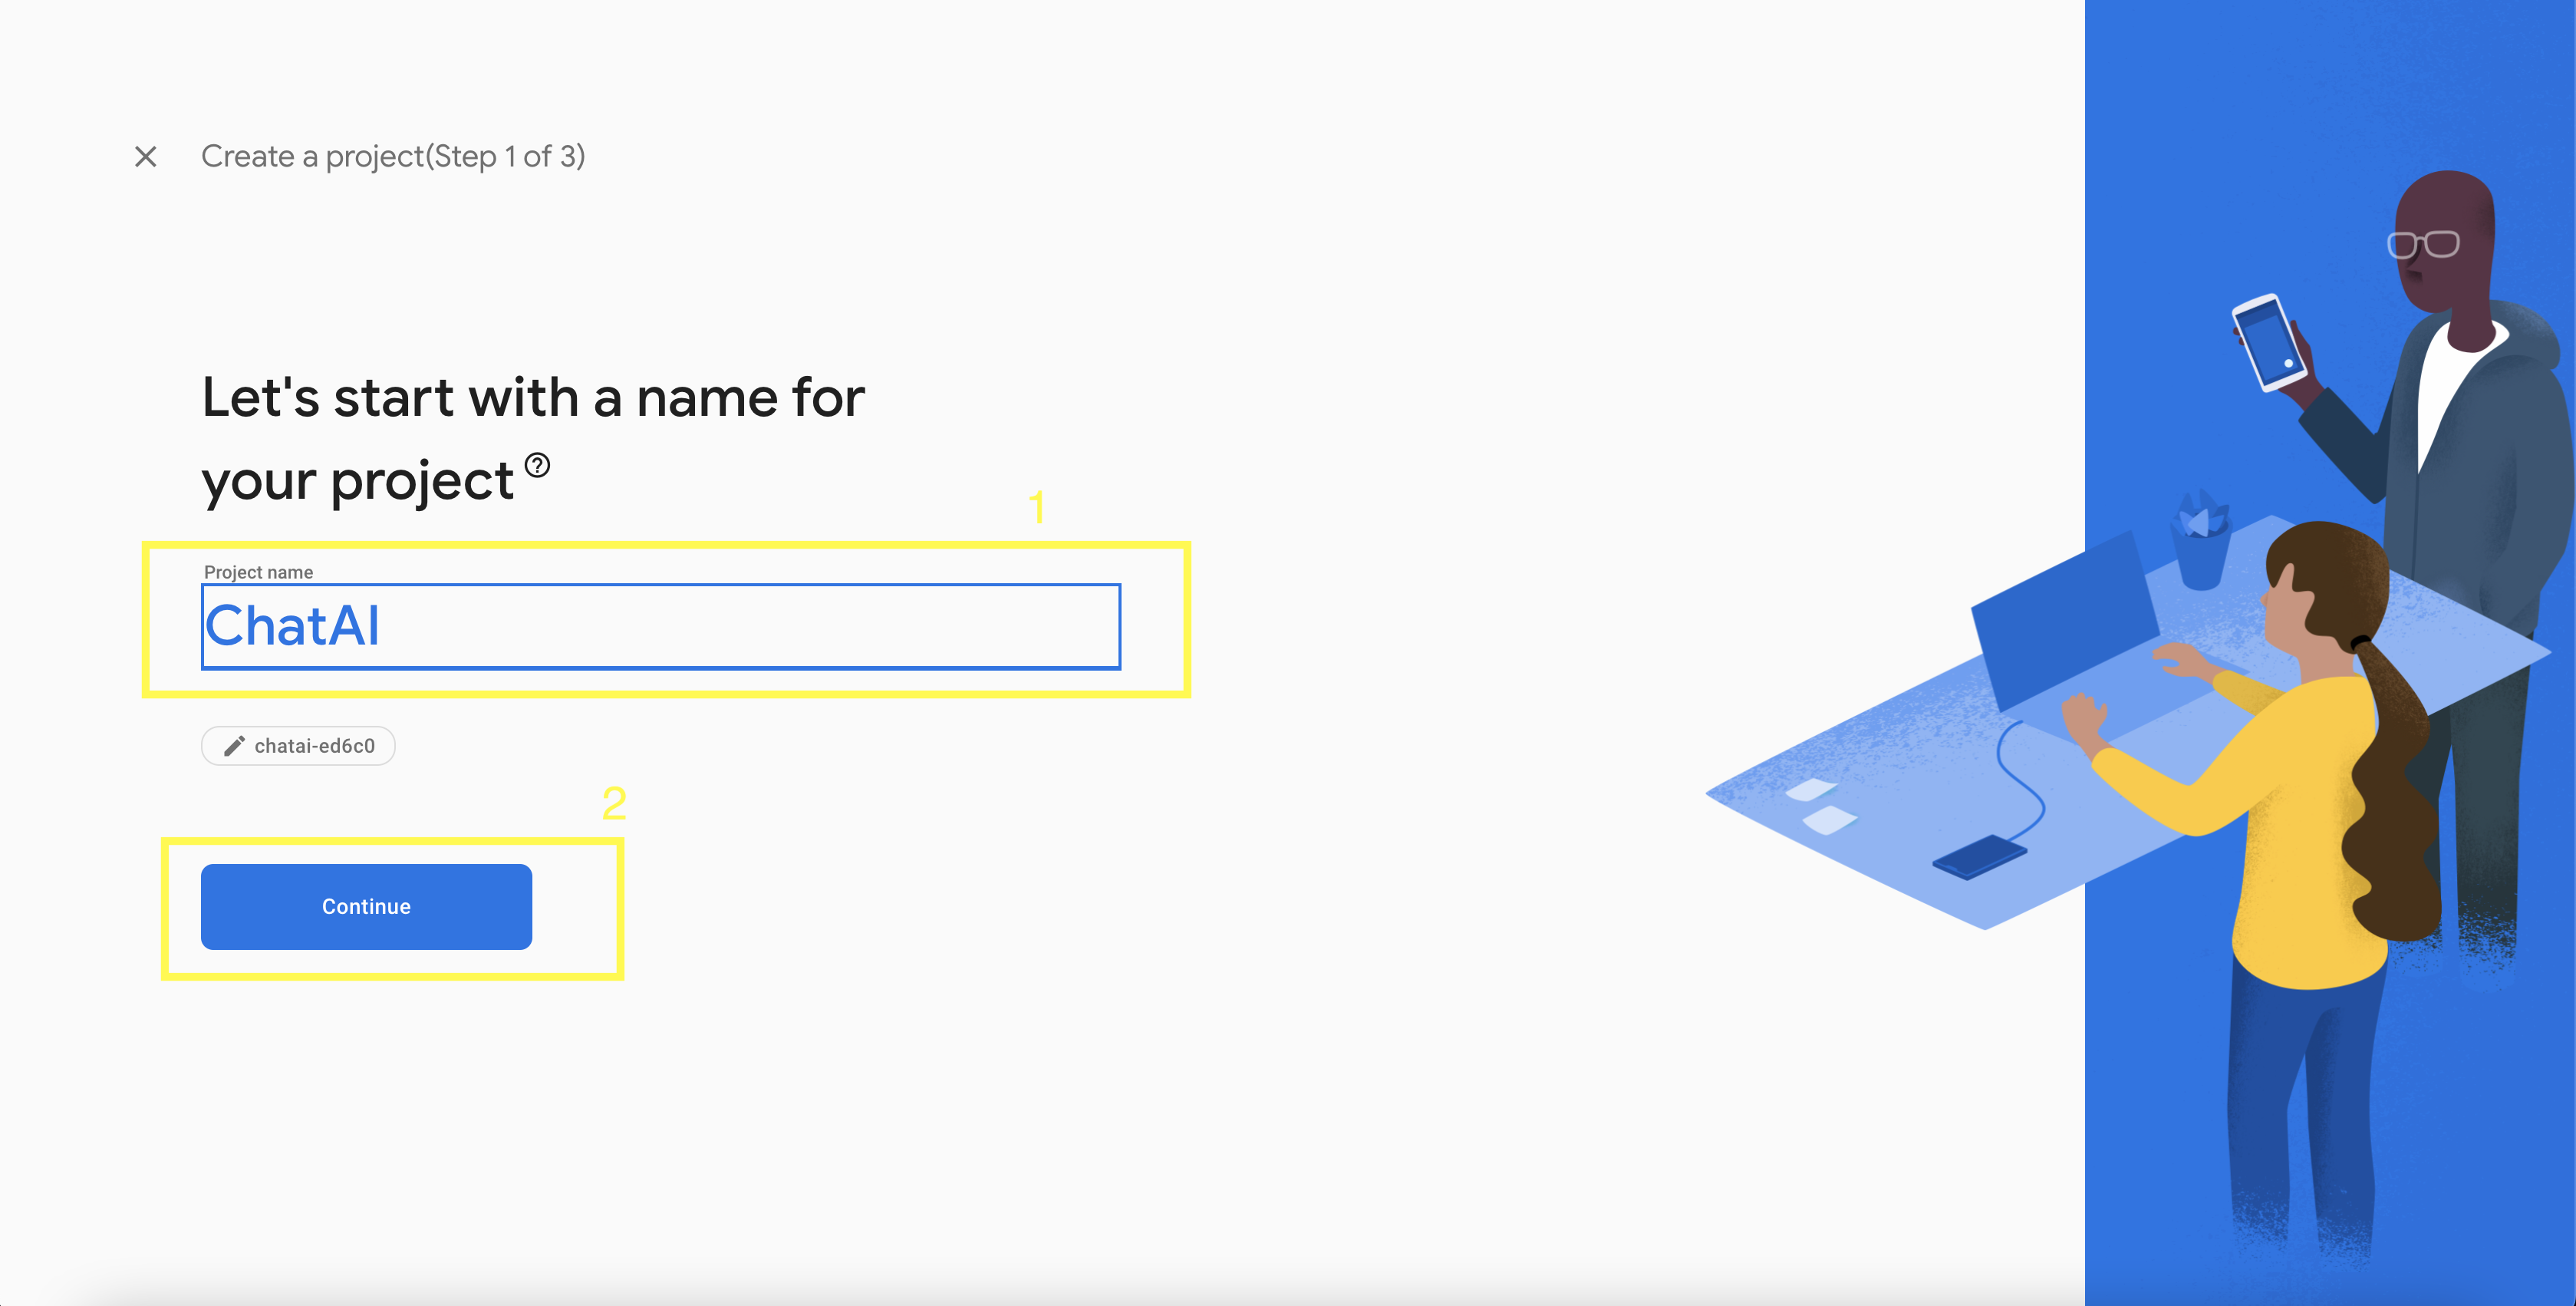 Create a project(Step 1 of 3)
Let's start with a name for
your project
1
Project name
ChatAI
chatai-ed6c0
2
Continue